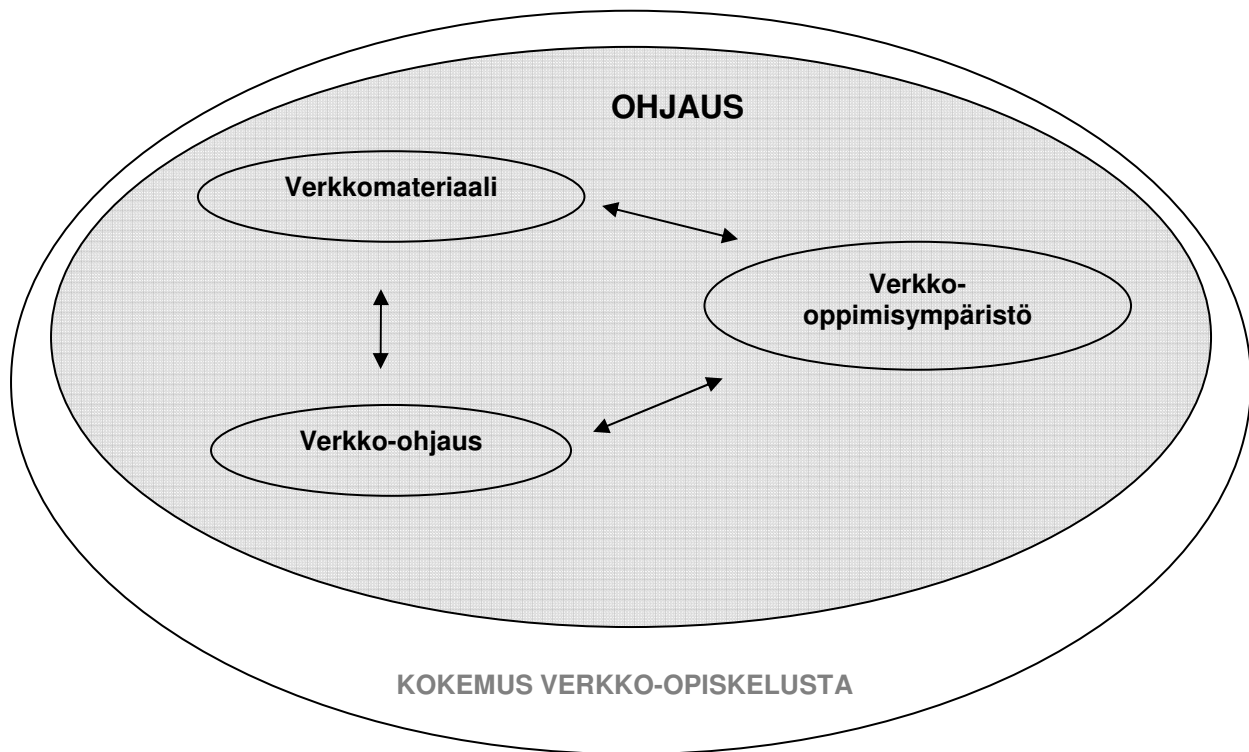 OHJAUS
Verkkomateriaali
Verkko-
oppimisympäristö
Verkko-ohjaus
KOKEMUS VERKKO-OPISKELUSTA